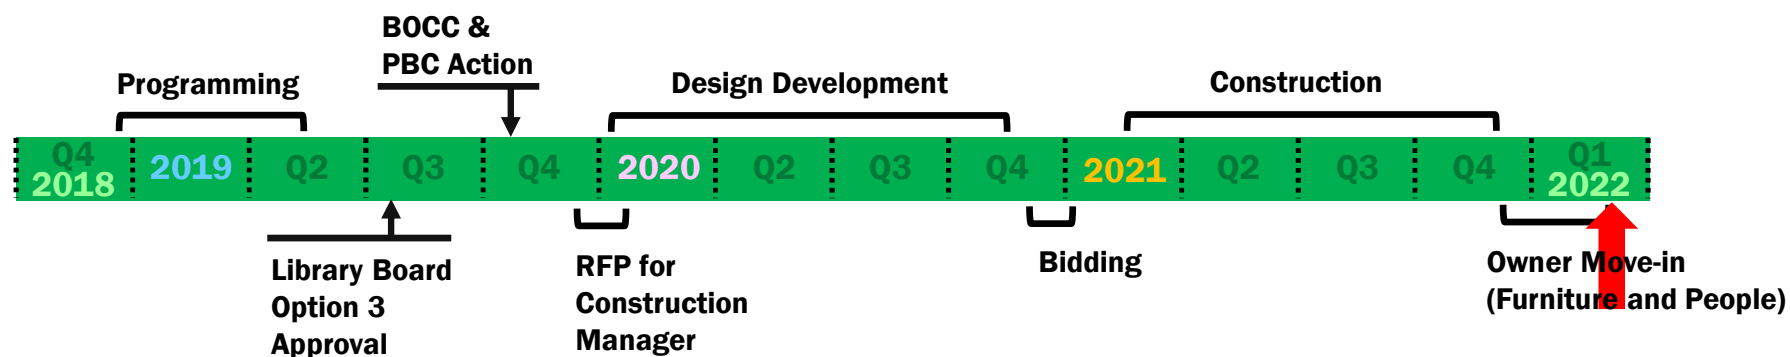 BOCC &
PBC Action
Programming
Design Development
Construction
Q4
2018
2019
Q2
Q3
Q4
2020
Q2
Q3
Q4
2021
Q2
Q3
Q4
Q1
2022
Library Board
Option 3
Approval
RFP for
Construction
Manager
Bidding
Owner Move-in
(Furniture and People)